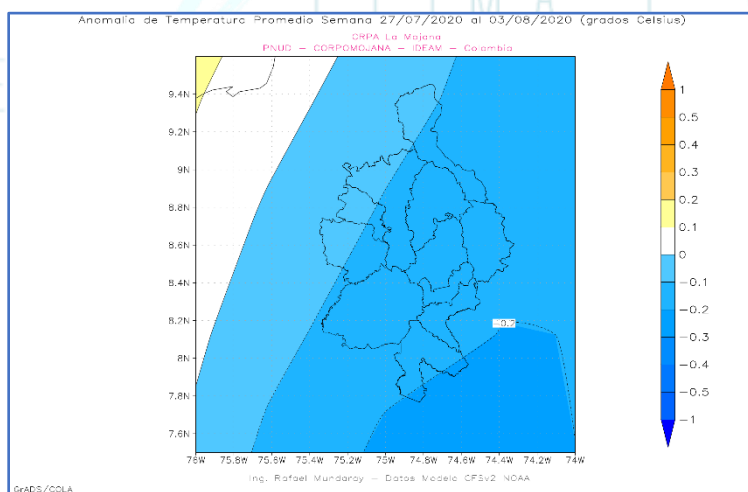 Anomalia de Temperatura Promedio Semana 27/07/2020 al 03/08/2020 (grados Celsius)
CRPA La Mojana
PNUD – CORPOMOJANA – IDEAM – Colombia
9.4N
9.2N
9N
8.8N
8.6N
8.4N
8.2N
8N
7.8N
7.6N
-0.2
76W 75.8W 75.6W 75.4W 75.2W 75W 74.8W 74.6W 74.4W 74.2W 74W
1
0.5
0.4
0.3
0.2
0.1
0
-0.1
-0.2
-0.3
-0.4
-0.5
-1
Ing. Rafael Mundaray – Datos Modelo CFSv2 NOAA
GrADS/COLA